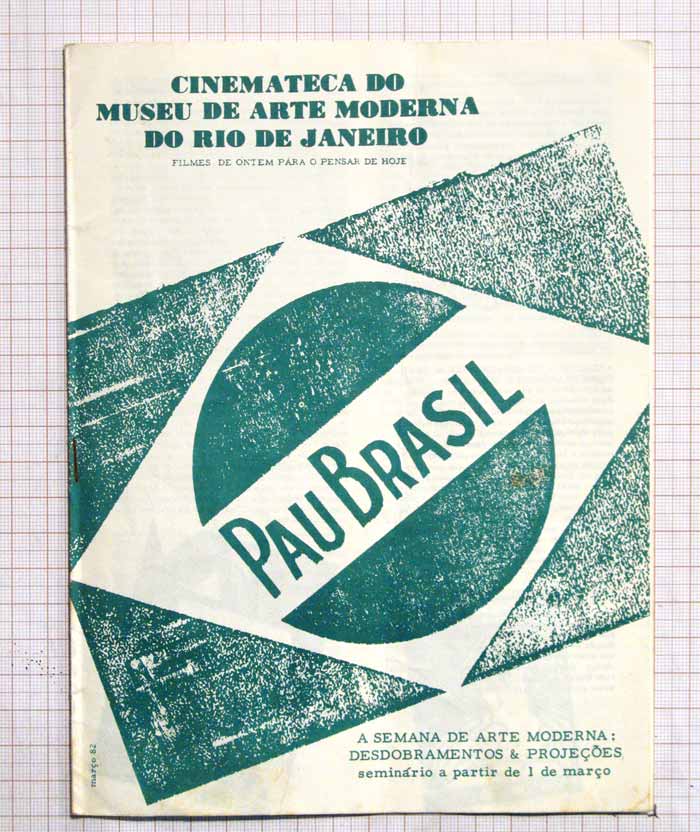 CINEMATECA DO
MUSEU DE ARTE MODERNA
DO RIO DE JANEIRO
FILMES DE ONTEM PARA O PENSAR DE HOJE
PAU BRASIL
A SEMANA DE ARTE MODERNA:
DESDOBRAMENTOS & PROJEÇÕES
seminário a partir de 1 de março
março 82